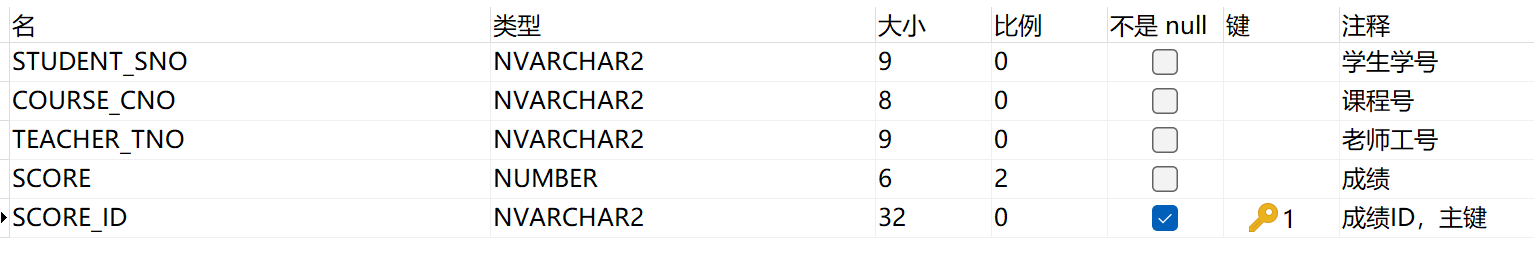 名 类型 大小 比例 不是 null 键 注释
STUDENT_SNO NVARCHAR2 9 0 学生学号
COURSE_CNO NVARCHAR2 8 0 课程号
TEACHER_TNO NVARCHAR2 9 0 老师工号
SCORE NUMBER 6 2 成绩
SCORE_ID NVARCHAR2 32 0 1 成绩ID，主键